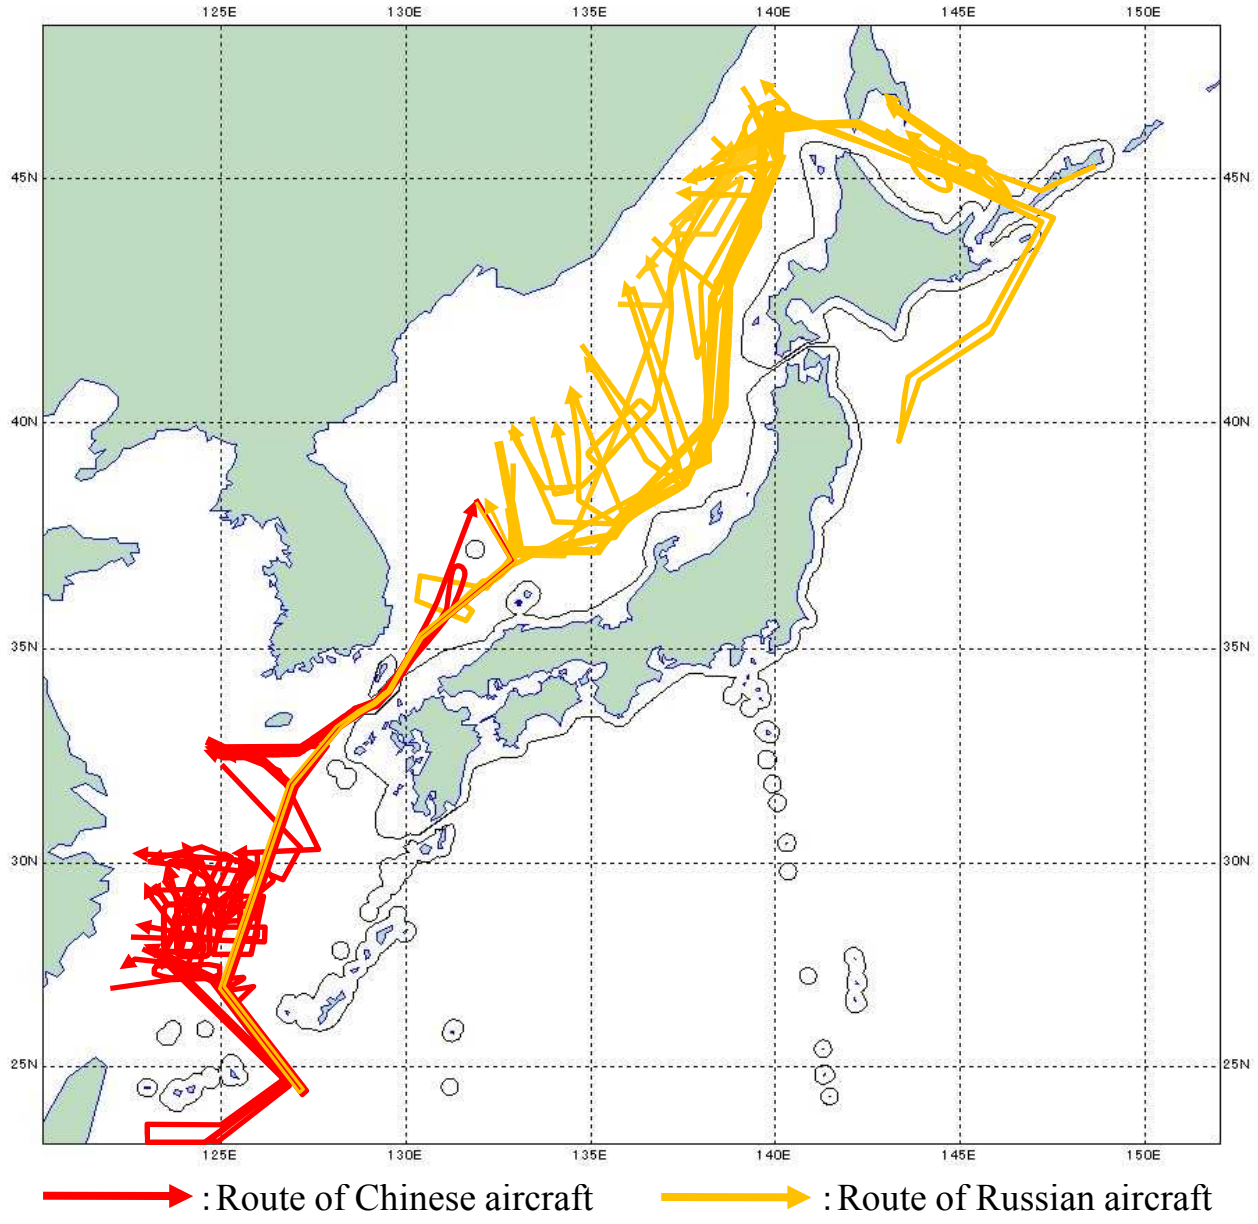 125E 130E 135E 140E 145E 150E
45N 45N
40N 40N
35N 35N
30N 30N
25N 25N
125E 130E 135E 140E 145E 150E
: Route of Chinese aircraft : Route of Russian aircraft